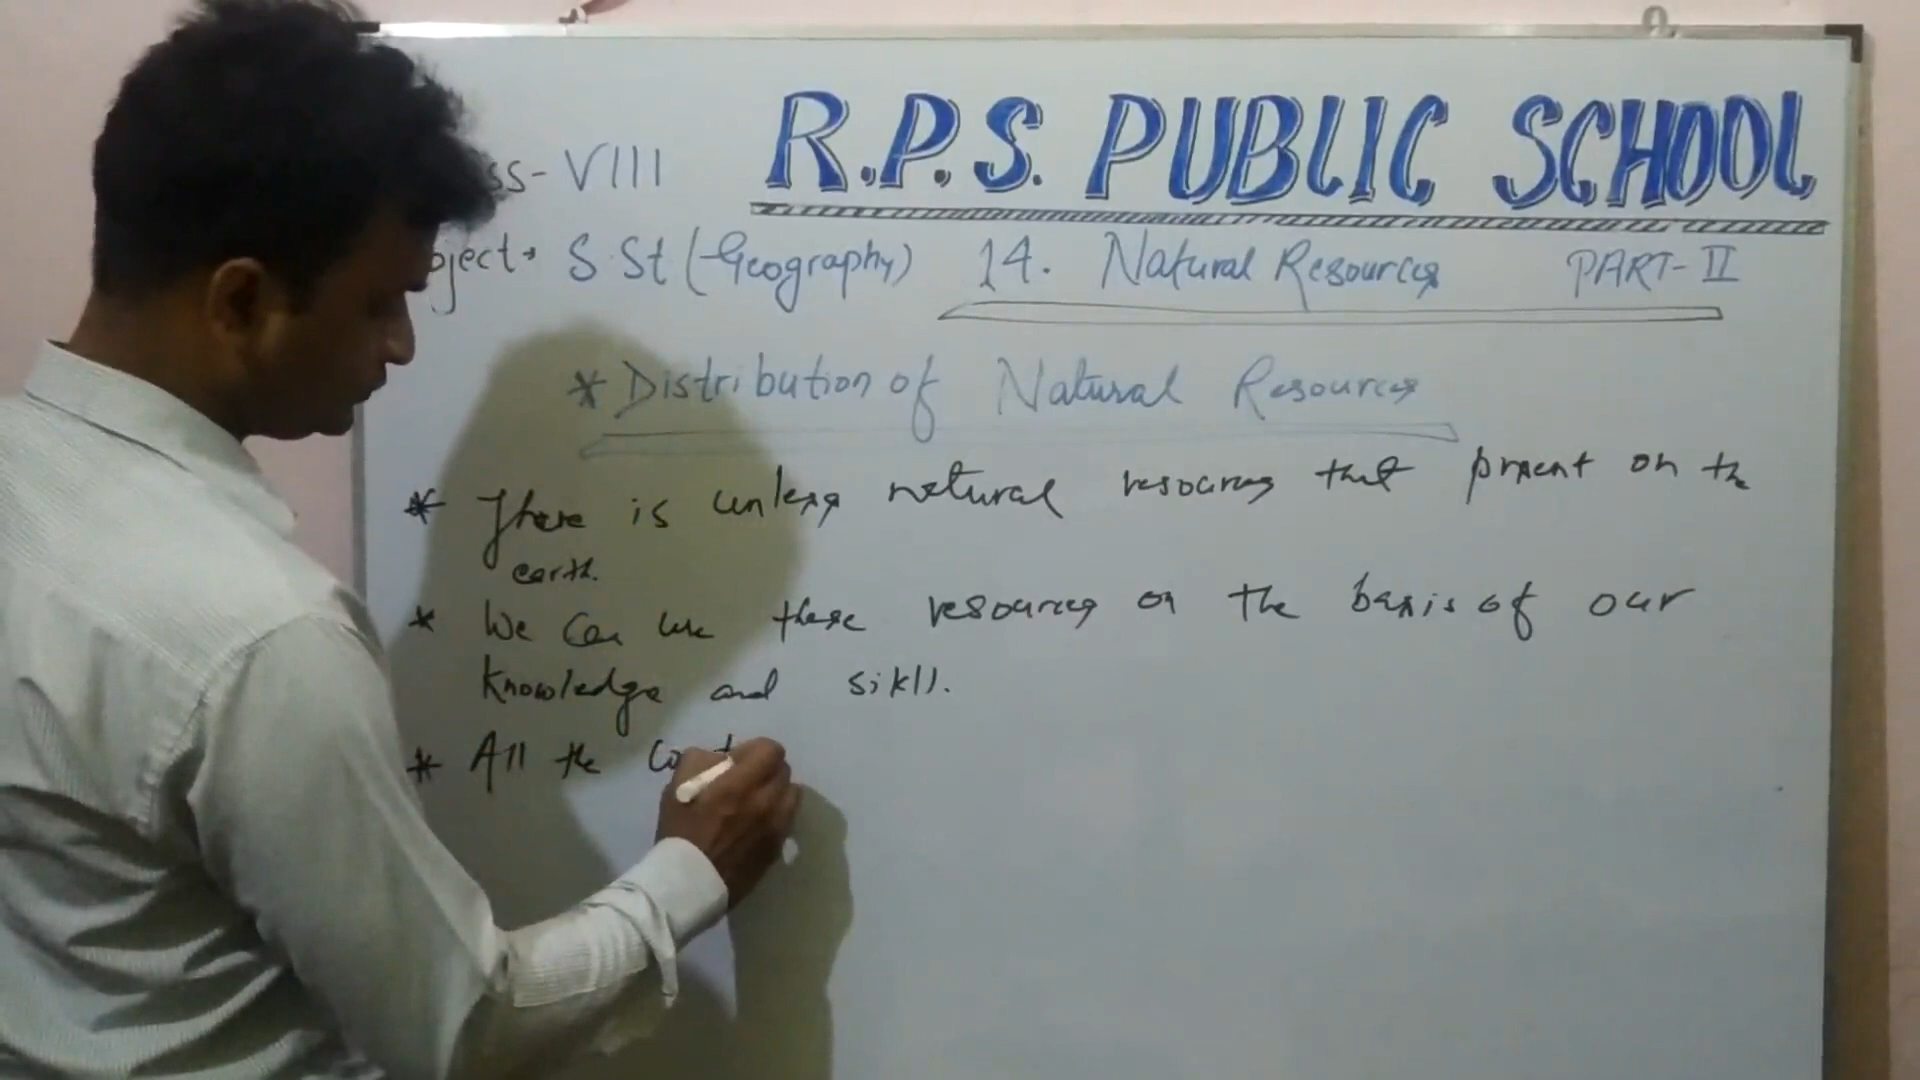 R.P.S. PUBLIC SCHOOL
ss- VIII
bject → S.St (Geography) 14. Natural Resources PART-II
* Distribution of Natural Resources
* There is unless natural resources that present on the
earth.
* We can use these resources on the basis of our
knowledge and sikll.
* All the